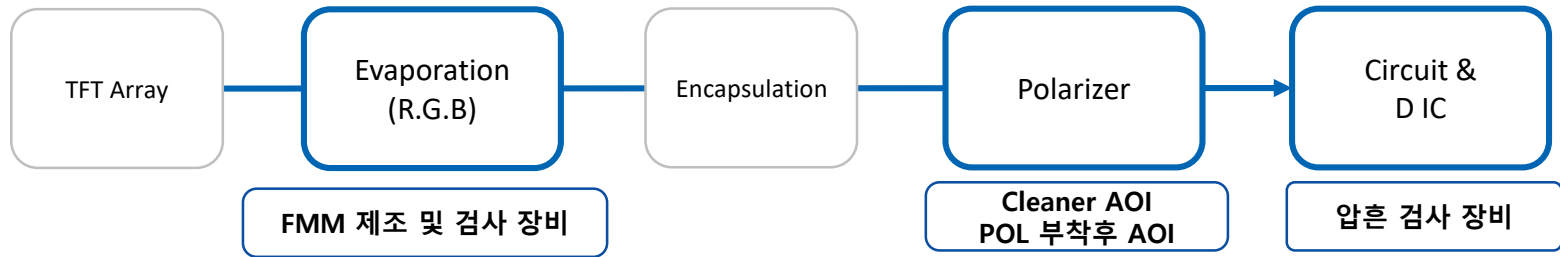 TFT Array
Evaporation
(R.G.B)
Encapsulation
Polarizer
Circuit &
D IC
FMM 제조 및 검사 장비
Cleaner AOI
POL 부착후 AOI
압흔 검사 장비